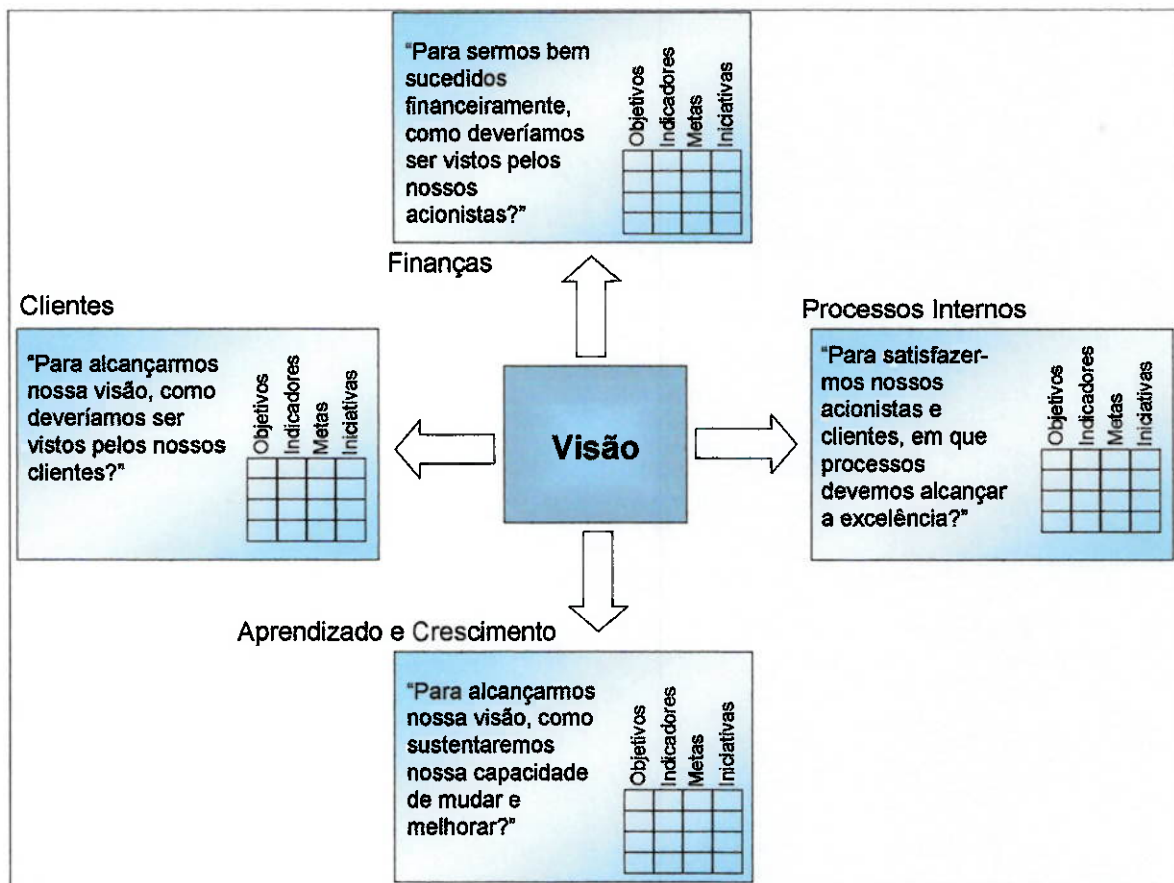 "Para sermos bem
sucedidos
financeiramente,
como deveríamos
ser vistos pelos
nossos
acionistas?"
Objetivos
Indicadores
Metas
Iniciativas
Finanças
Clientes
"Para alcançarmos
nossa visão, como
deveríamos ser
vistos pelos nossos
clientes?"
Objetivos
Indicadores
Metas
Iniciativas
Visão
Processos Internos
"Para satisfazer-
mos nossos
acionistas e
clientes, em que
processos
devemos alcançar
a excelência?"
Objetivos
Indicadores
Metas
Iniciativas
Aprendizado e Crescimento
"Para alcançarmos
nossa visão, como
sustentaremos
nossa capacidade
de mudar e
melhorar?"
Objetivos
Indicadores
Metas
Iniciativas